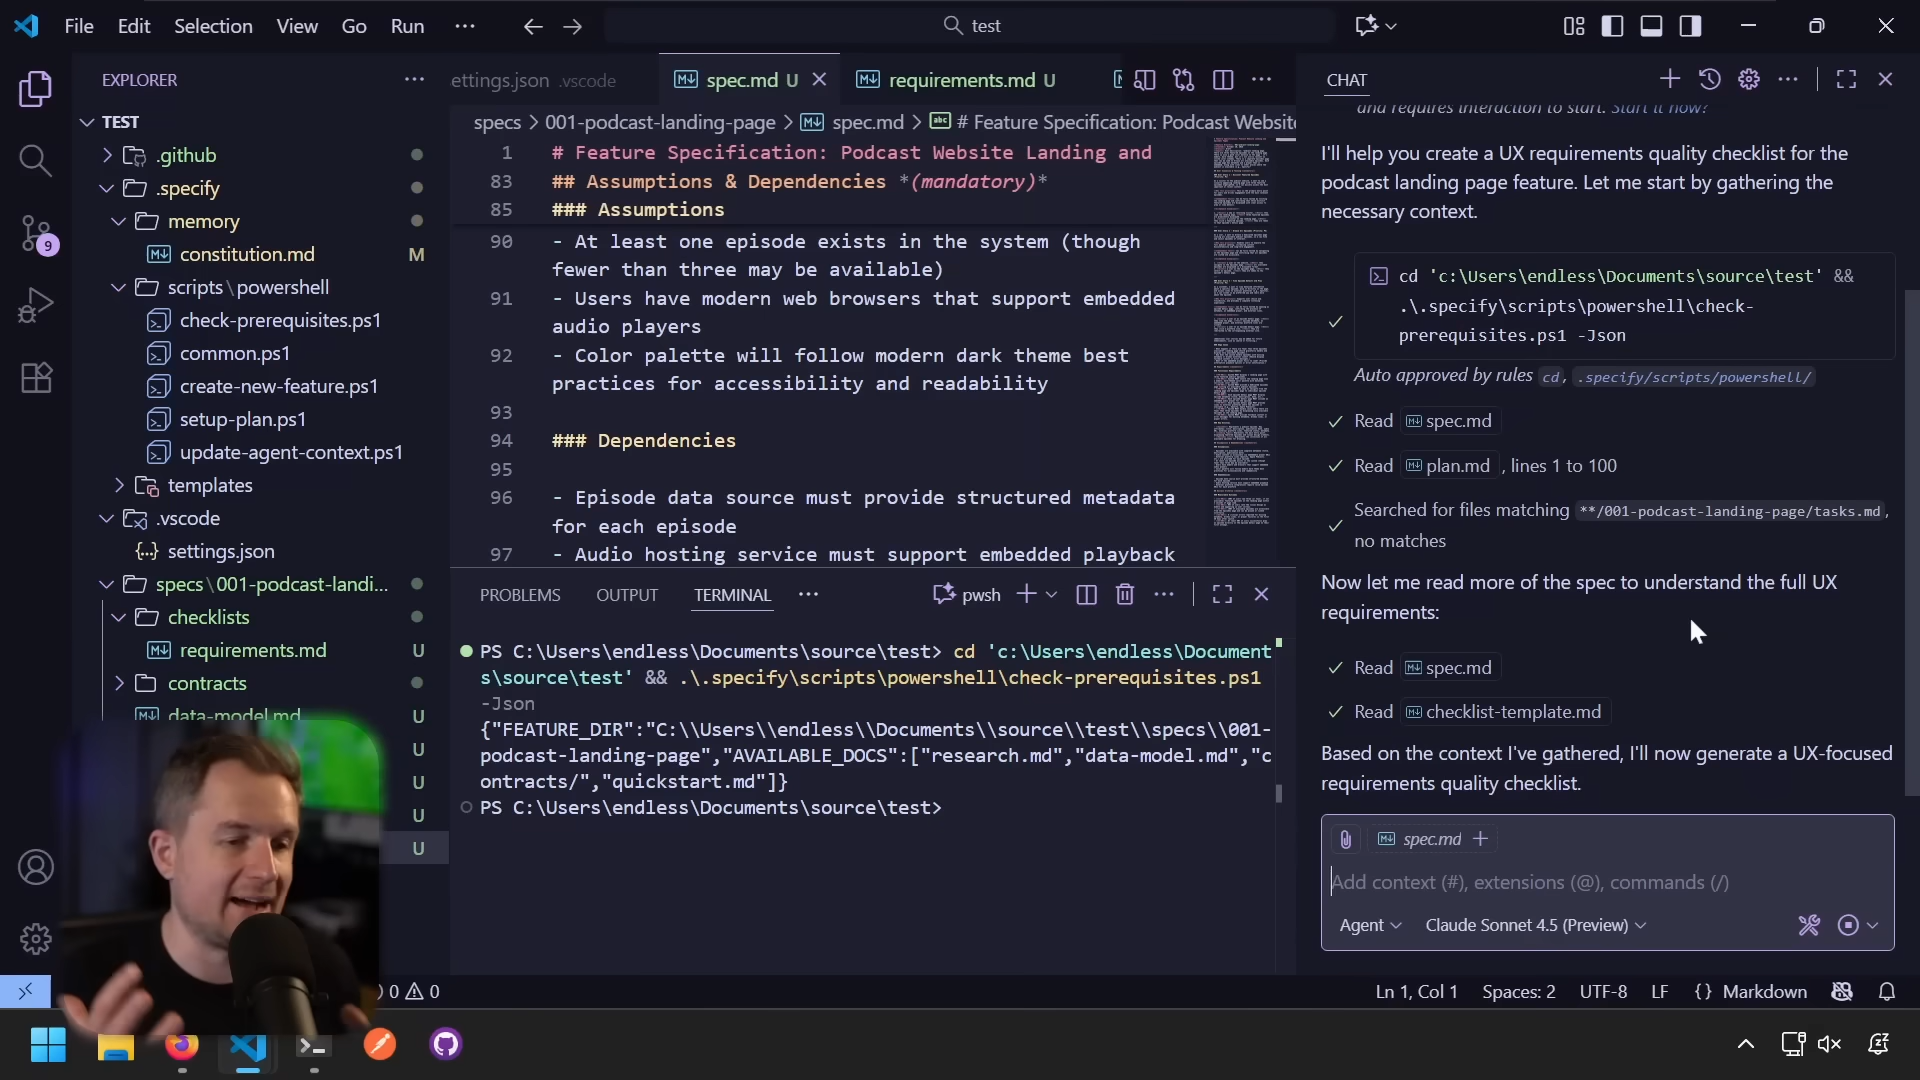 File Edit Selection View Go Run ···
test
EXPLORER ···
TEST
.github
.specify
memory
constitution.md M
scripts\powershell
check-prerequisites.ps1
common.ps1
create-new-feature.ps1
setup-plan.ps1
update-agent-context.ps1
templates
.vscode
settings.json
specs\001-podcast-landi...
checklists
requirements.md U
contracts
data-model.md U
U
U
U
U
9
ettings.json .vscode
spec.md U
requirements.md U
specs > 001-podcast-landing-page > spec.md > # Feature Specification: Podcast Website
1 # Feature Specification: Podcast Website Landing and
83 ## Assumptions & Dependencies *(mandatory)*
85 ### Assumptions
90 - At least one episode exists in the system (though
fewer than three may be available)
91 - Users have modern web browsers that support embedded
audio players
92 - Color palette will follow modern dark theme best
practices for accessibility and readability
93
94 ### Dependencies
95
96 - Episode data source must provide structured metadata
for each episode
97 - Audio hosting service must support embedded playback
PROBLEMS OUTPUT TERMINAL ··· pwsh
PS C:\Users\endless\Documents\source\test> cd 'c:\Users\endless\Document
s\source\test' && .\.specify\scripts\powershell\check-prerequisites.ps1
-Json
{"FEATURE_DIR":"C:\\Users\\endless\\Documents\\source\\test\\specs\\001-
podcast-landing-page","AVAILABLE_DOCS":["research.md","data-model.md","c
ontracts/","quickstart.md"]}
PS C:\Users\endless\Documents\source\test>
CHAT
and requires interaction to start. Start it now?
I'll help you create a UX requirements quality checklist for the
podcast landing page feature. Let me start by gathering the
necessary context.
cd 'c:\Users\endless\Documents\source\test' &&
.\.specify\scripts\powershell\check-
prerequisites.ps1 -Json
Auto approved by rules cd, .specify/scripts/powershell/
Read spec.md
Read plan.md, lines 1 to 100
Searched for files matching **/001-podcast-landing-page/tasks.md,
no matches
Now let me read more of the spec to understand the full UX
requirements:
Read spec.md
Read checklist-template.md
Based on the context I've gathered, I'll now generate a UX-focused
requirements quality checklist.
spec.md +
Add context (#), extensions (@), commands (/)
Agent Claude Sonnet 4.5 (Preview)
0 0 Ln 1, Col 1 Spaces: 2 UTF-8 LF {} Markdown